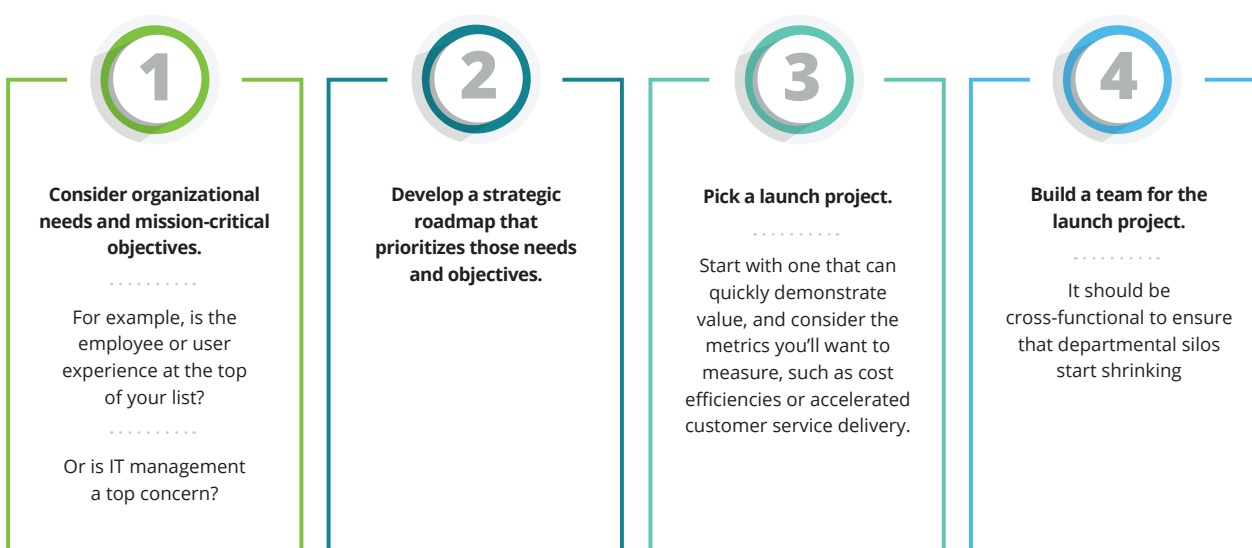 1
Consider organizational
needs and mission-critical
objectives.
For example, is the
employee or user
experience at the top
of your list?
Or is IT management
a top concern?
2
Develop a strategic
roadmap that
prioritizes those needs
and objectives.
3
Pick a launch project.
Start with one that can
quickly demonstrate
value, and consider the
metrics you’ll want to
measure, such as cost
efficiencies or accelerated
customer service delivery.
4
Build a team for the
launch project.
It should be
cross-functional to ensure
that departmental silos
start shrinking